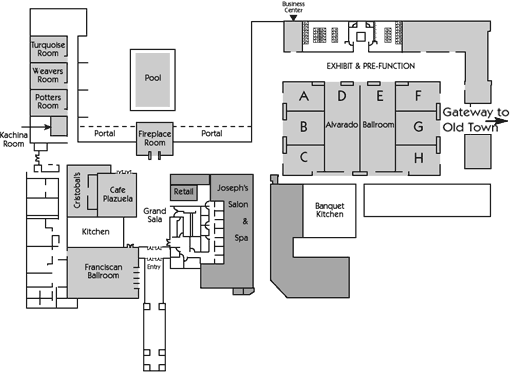 Business
Center
Turquoise
Room
Weavers
Room
Potters
Room
Kachina
Room
Pool
Portal
Fireplace
Room
Portal
EXHIBIT & PRE-FUNCTION
A
D
E
F
B
Alvarado
Ballroom
G
C
H
Gateway to
Old Town
Cristobal's
Cafe
Plazuela
Kitchen
Franciscan
Ballroom
Grand
Sala
Entry
Retail
Joseph's
Salon
&
Spa
Banquet
Kitchen